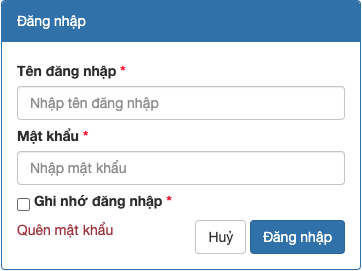 Đăng nhập
Tên đăng nhập *
Nhập tên đăng nhập
Mật khẩu *
Nhập mật khẩu
Ghi nhớ đăng nhập *
Quên mật khẩu Huỷ Đăng nhập